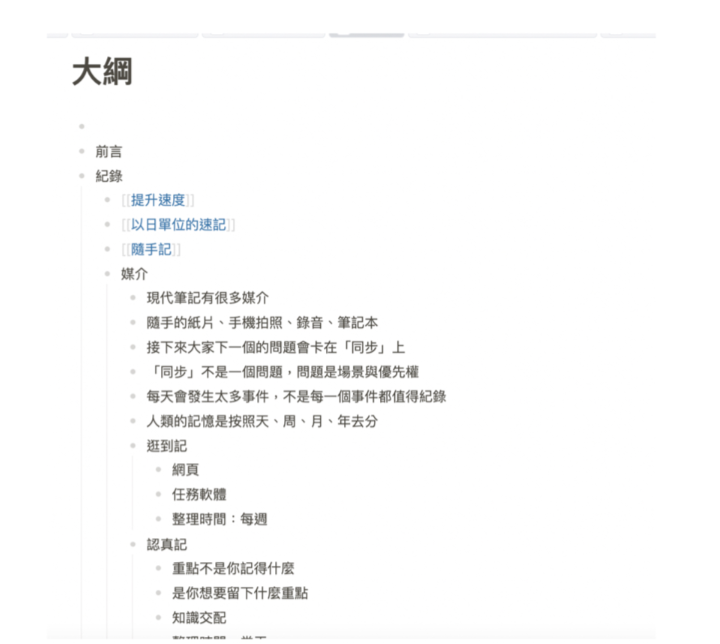 大綱
前言
紀錄
[[提升速度]]
[[以日單位的速記]]
[[隨手記]]
媒介
現代筆記有很多媒介
隨手的紙片、手機拍照、錄音、筆記本
接下來大家下一個的問題會卡在「同步」上
「同步」不是一個問題，問題是場景與優先權
每天會發生太多事件，不是每一個事件都值得紀錄
人類的記憶是按照天、周、月、年去分
逛到記
網頁
任務軟體
整理時間：每週
認真記
重點不是你記得什麼
是你想要留下什麼重點
知識交配